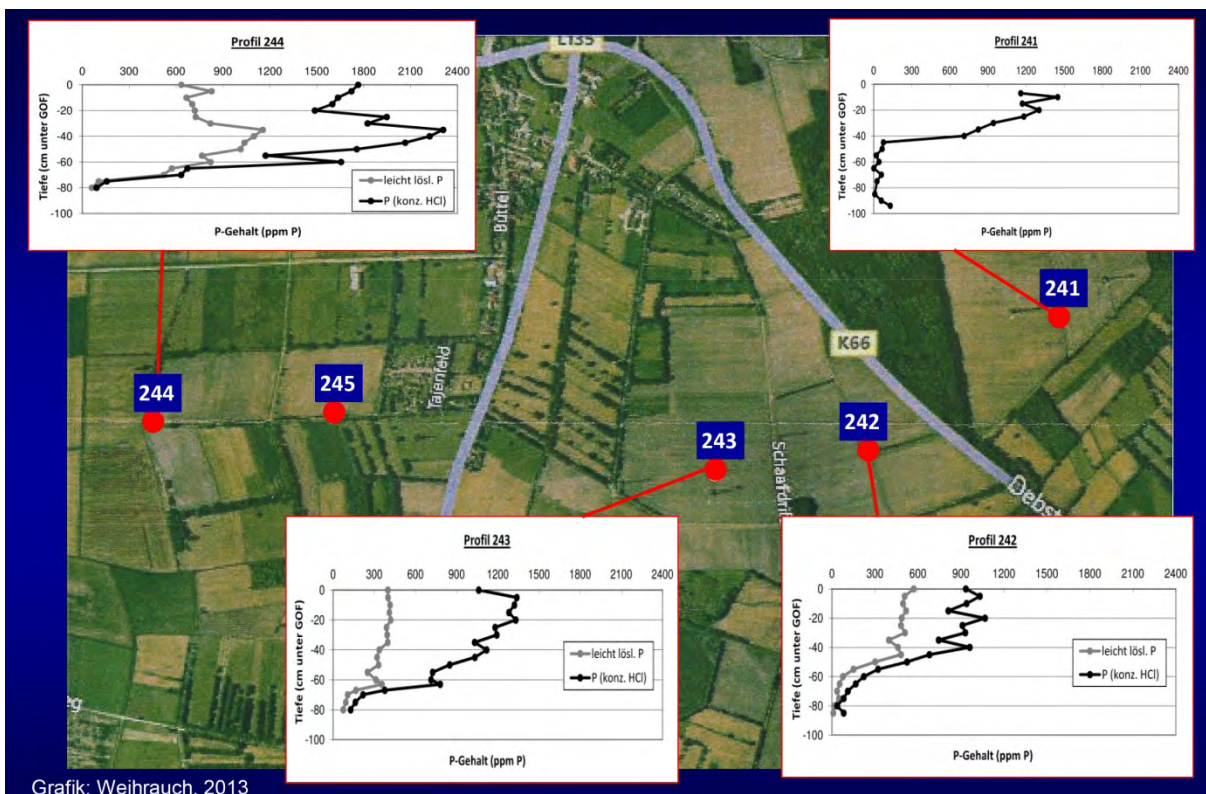 Profil 244
0 300 600 900 1200 1500 1800 2100 2400
0
-20
-40
-60
-80
-100
Tiefe (cm unter GOF)
leicht lösl. P
P (konz. HCl)
P-Gehalt (ppm P)
Profil 241
0 300 600 900 1200 1500 1800 2100 2400
0
-20
-40
-60
-80
-100
Tiefe (cm unter GOF)
P-Gehalt (ppm P)
L135
Büttel
241
K66
Tajenfeld
244
245
243
242
Schaafdrift
Debst
Profil 243
0 300 600 900 1200 1500 1800 2100 2400
0
-20
-40
-60
-80
-100
Tiefe (cm unter GOF)
leicht lösl. P
P (konz. HCl)
P-Gehalt (ppm P)
Profil 242
0 300 600 900 1200 1500 1800 2100 2400
0
-20
-40
-60
-80
-100
Tiefe (cm unter GOF)
leicht lösl. P
P (konz. HCl)
P-Gehalt (ppm P)
eg
Grafik: Weihrauch, 2013